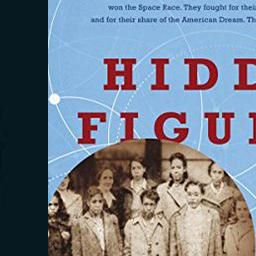 won the Space Race. They fought for thei
and for their share of the American Dream. Th
HIDD
FIGU